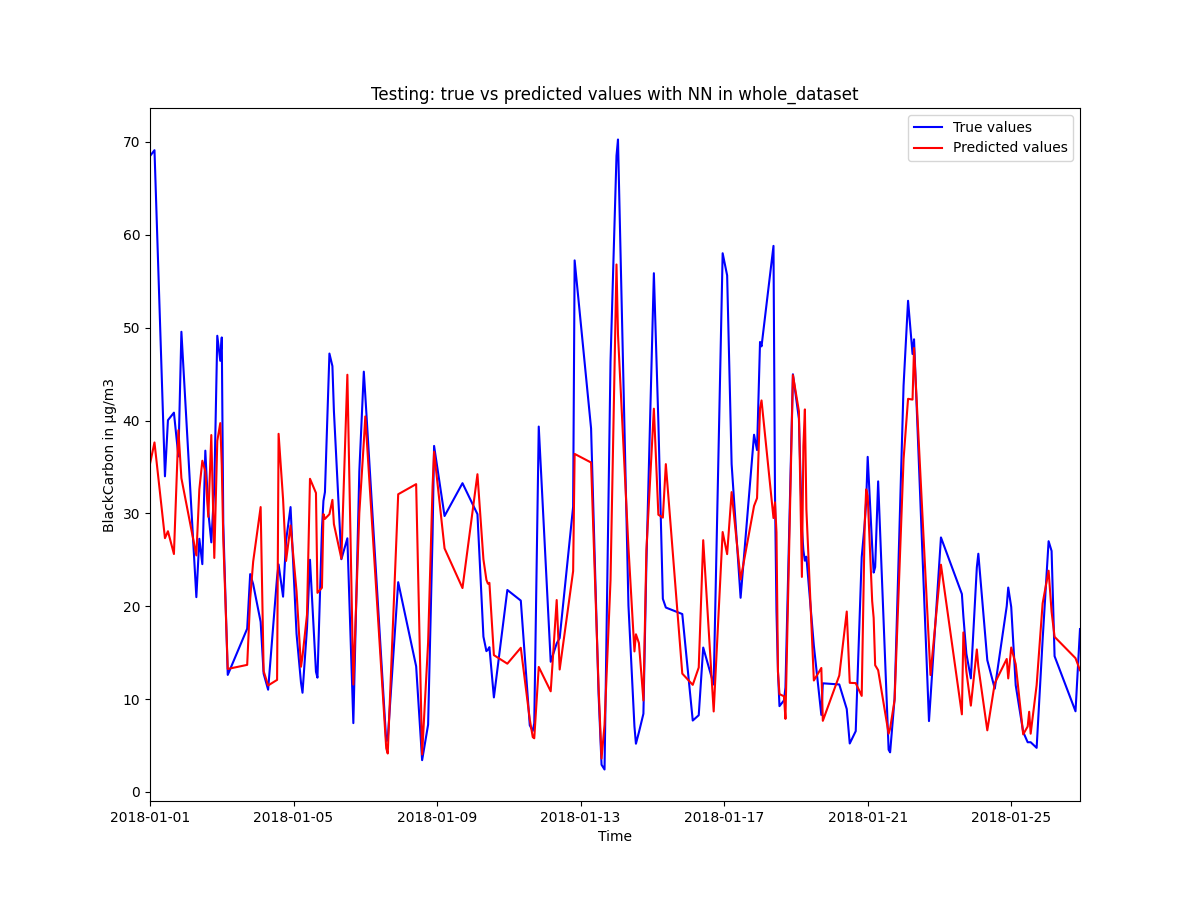 Testing: true vs predicted values with NN in whole_dataset
True values
Predicted values
70
60
50
40
30
20
10
0
BlackCarbon in μg/m3
2018-01-01 2018-01-05 2018-01-09 2018-01-13 2018-01-17 2018-01-21 2018-01-25
Time